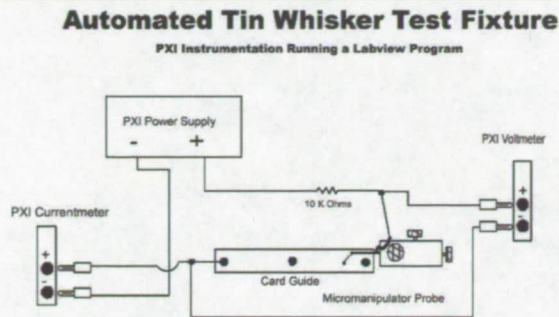 Automated Tin Whisker Test Fixture
PXI Instrumentation Running a Labview Program
PXI Power Supply
- +
PXI Voltmeter
+
-
10 K Ohms
PXI Currentmeter
+
-
Card Guide
Micromanipulator Probe